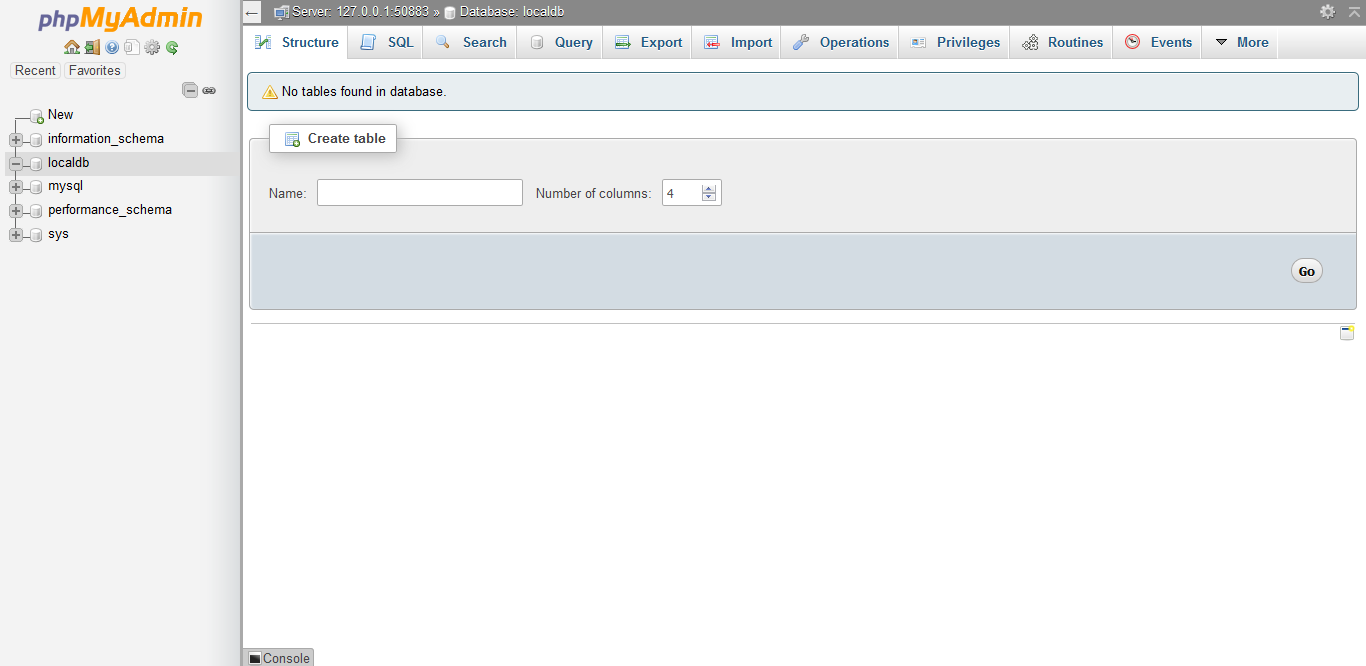 phpMyAdmin
Recent Favorites
New
information_schema
localdb
mysql
performance_schema
sys
Server: 127.0.0.1:50883 » Database: localdb
Structure SQL Search Query Export Import Operations Privileges Routines Events More
No tables found in database.
Create table
Name: Number of columns: 4
Go
Console